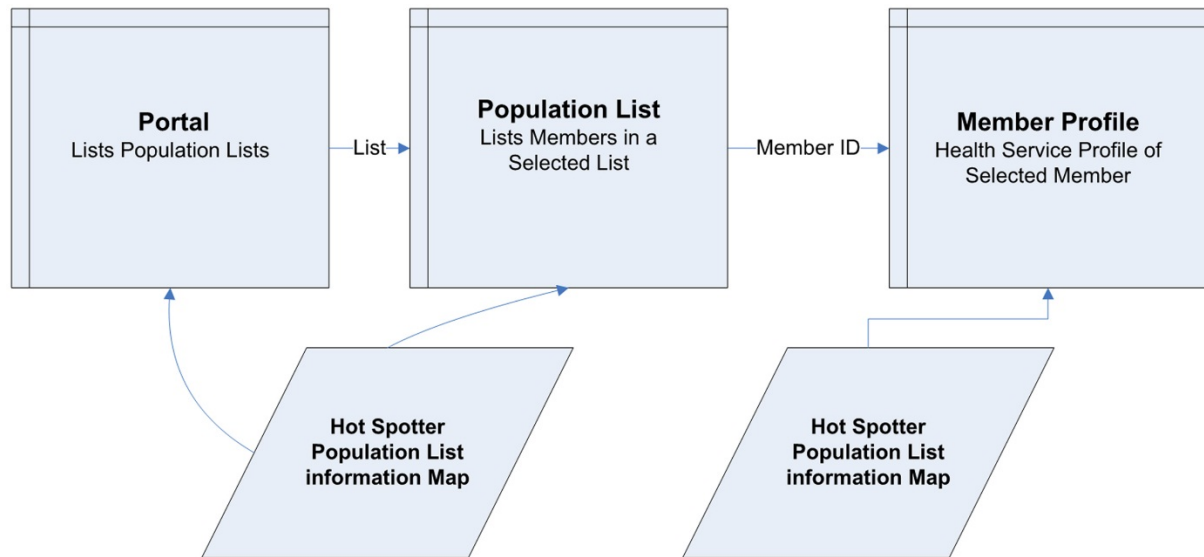 Portal
Lists Population Lists
List
Population List
Lists Members in a
Selected List
Member ID
Member Profile
Health Service Profile of
Selected Member
Hot Spotter
Population List
information Map
Hot Spotter
Population List
information Map